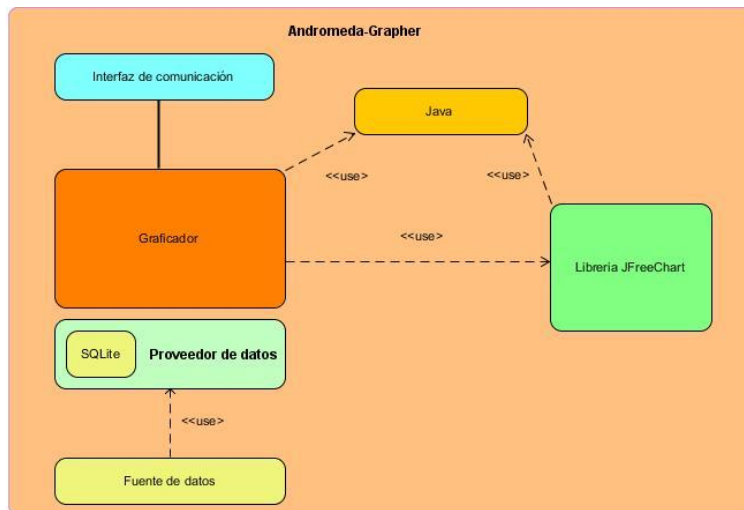 Andromeda-Grapher
Interfaz de comunicación
Java
<<use>
<<use>
Graficador
<<use>
Librería JFreeChart
SQLite
Proveedor de datos
<<use>
Fuente de datos